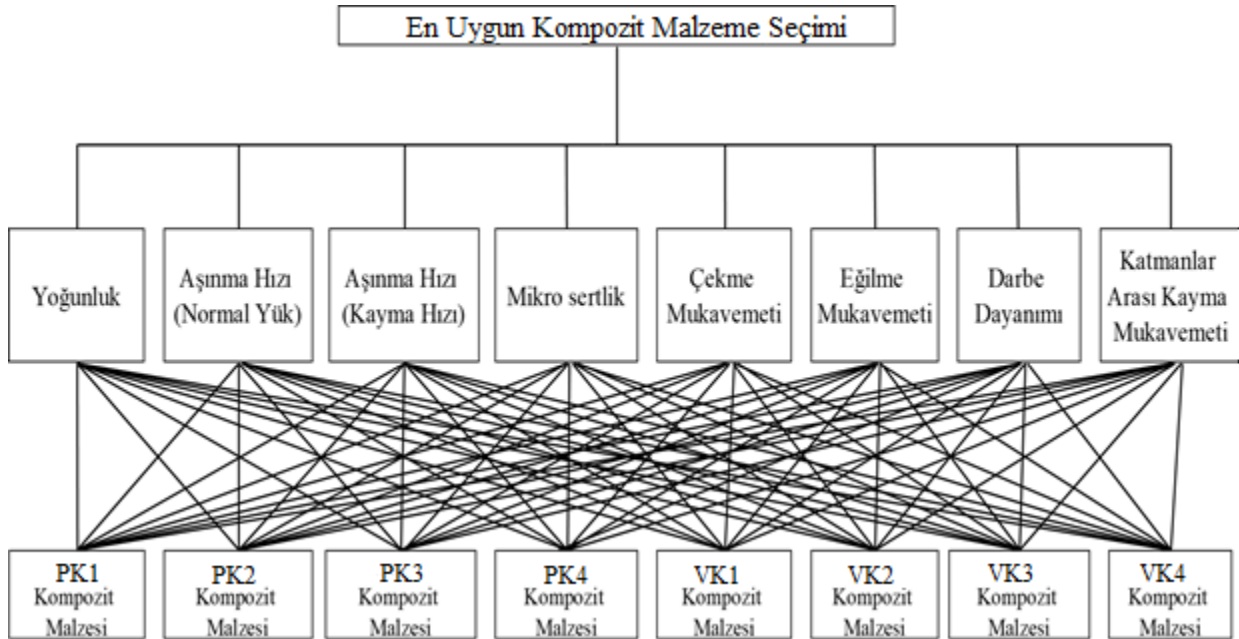 En Uygun Kompozit Malzeme Seçimi
Yoğunluk
Aşınma Hızı
(Normal Yük)
Aşınma Hızı
(Kayma Hızı)
Mikro sertlik
Çekme
Mukavemeti
Eğilme
Mukavemeti
Darbe
Dayanımı
Katmanlar
Arası Kayma
Mukavemeti
PK1
Kompozit
Malzesi
PK2
Kompozit
Malzesi
PK3
Kompozit
Malzesi
PK4
Kompozit
Malzesi
VK1
Kompozit
Malzesi
VK2
Kompozit
Malzesi
VK3
Kompozit
Malzesi
VK4
Kompozit
Malzesi